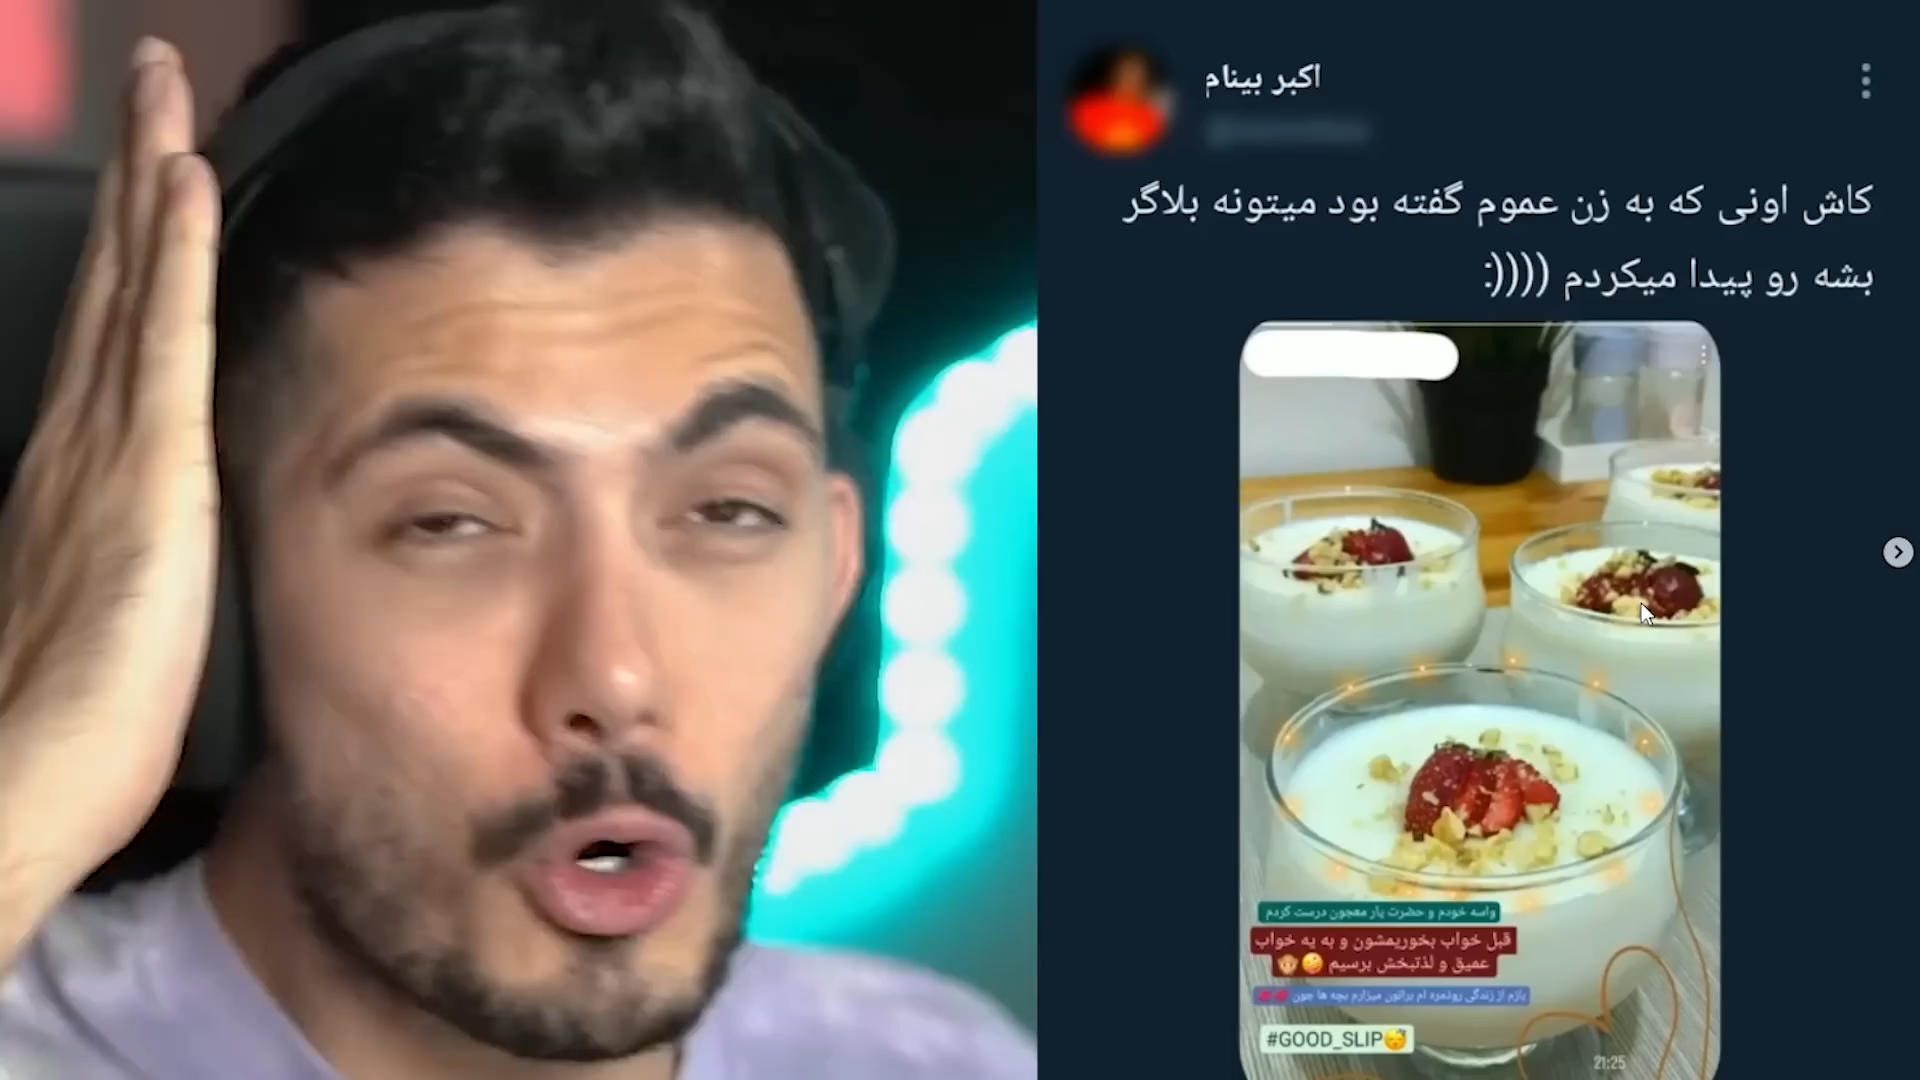 اکبر بینام
کاش اونی که به زن عموم گفته بود میتونه بلاگر
بشه رو پیدا میکردم (((((:
واسه خودم و حضرت یار معجون درست کردم
قبل خواب بخوریمشون و به یه خواب
عمیق و لذتبخش برسیم 🤪🐵
بازم از زندگی روزمره ام براتون میزارم بچه ها جون
#GOOD_SLIP😴
21:25